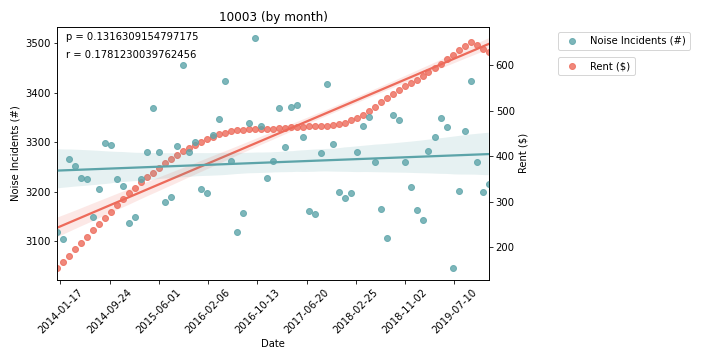 10003 (by month)
p = 0.1316309154797175
r = 0.1781230039762456
Noise Incidents (#)
Rent ($)
3500
3400
3300
3200
3100
Noise Incidents (#)
600
500
400
300
200
Rent ($)
2014-01-17
2014-09-24
2015-06-01
2016-02-06
2016-10-13
2017-06-20
2018-02-25
2018-11-02
2019-07-10
Date